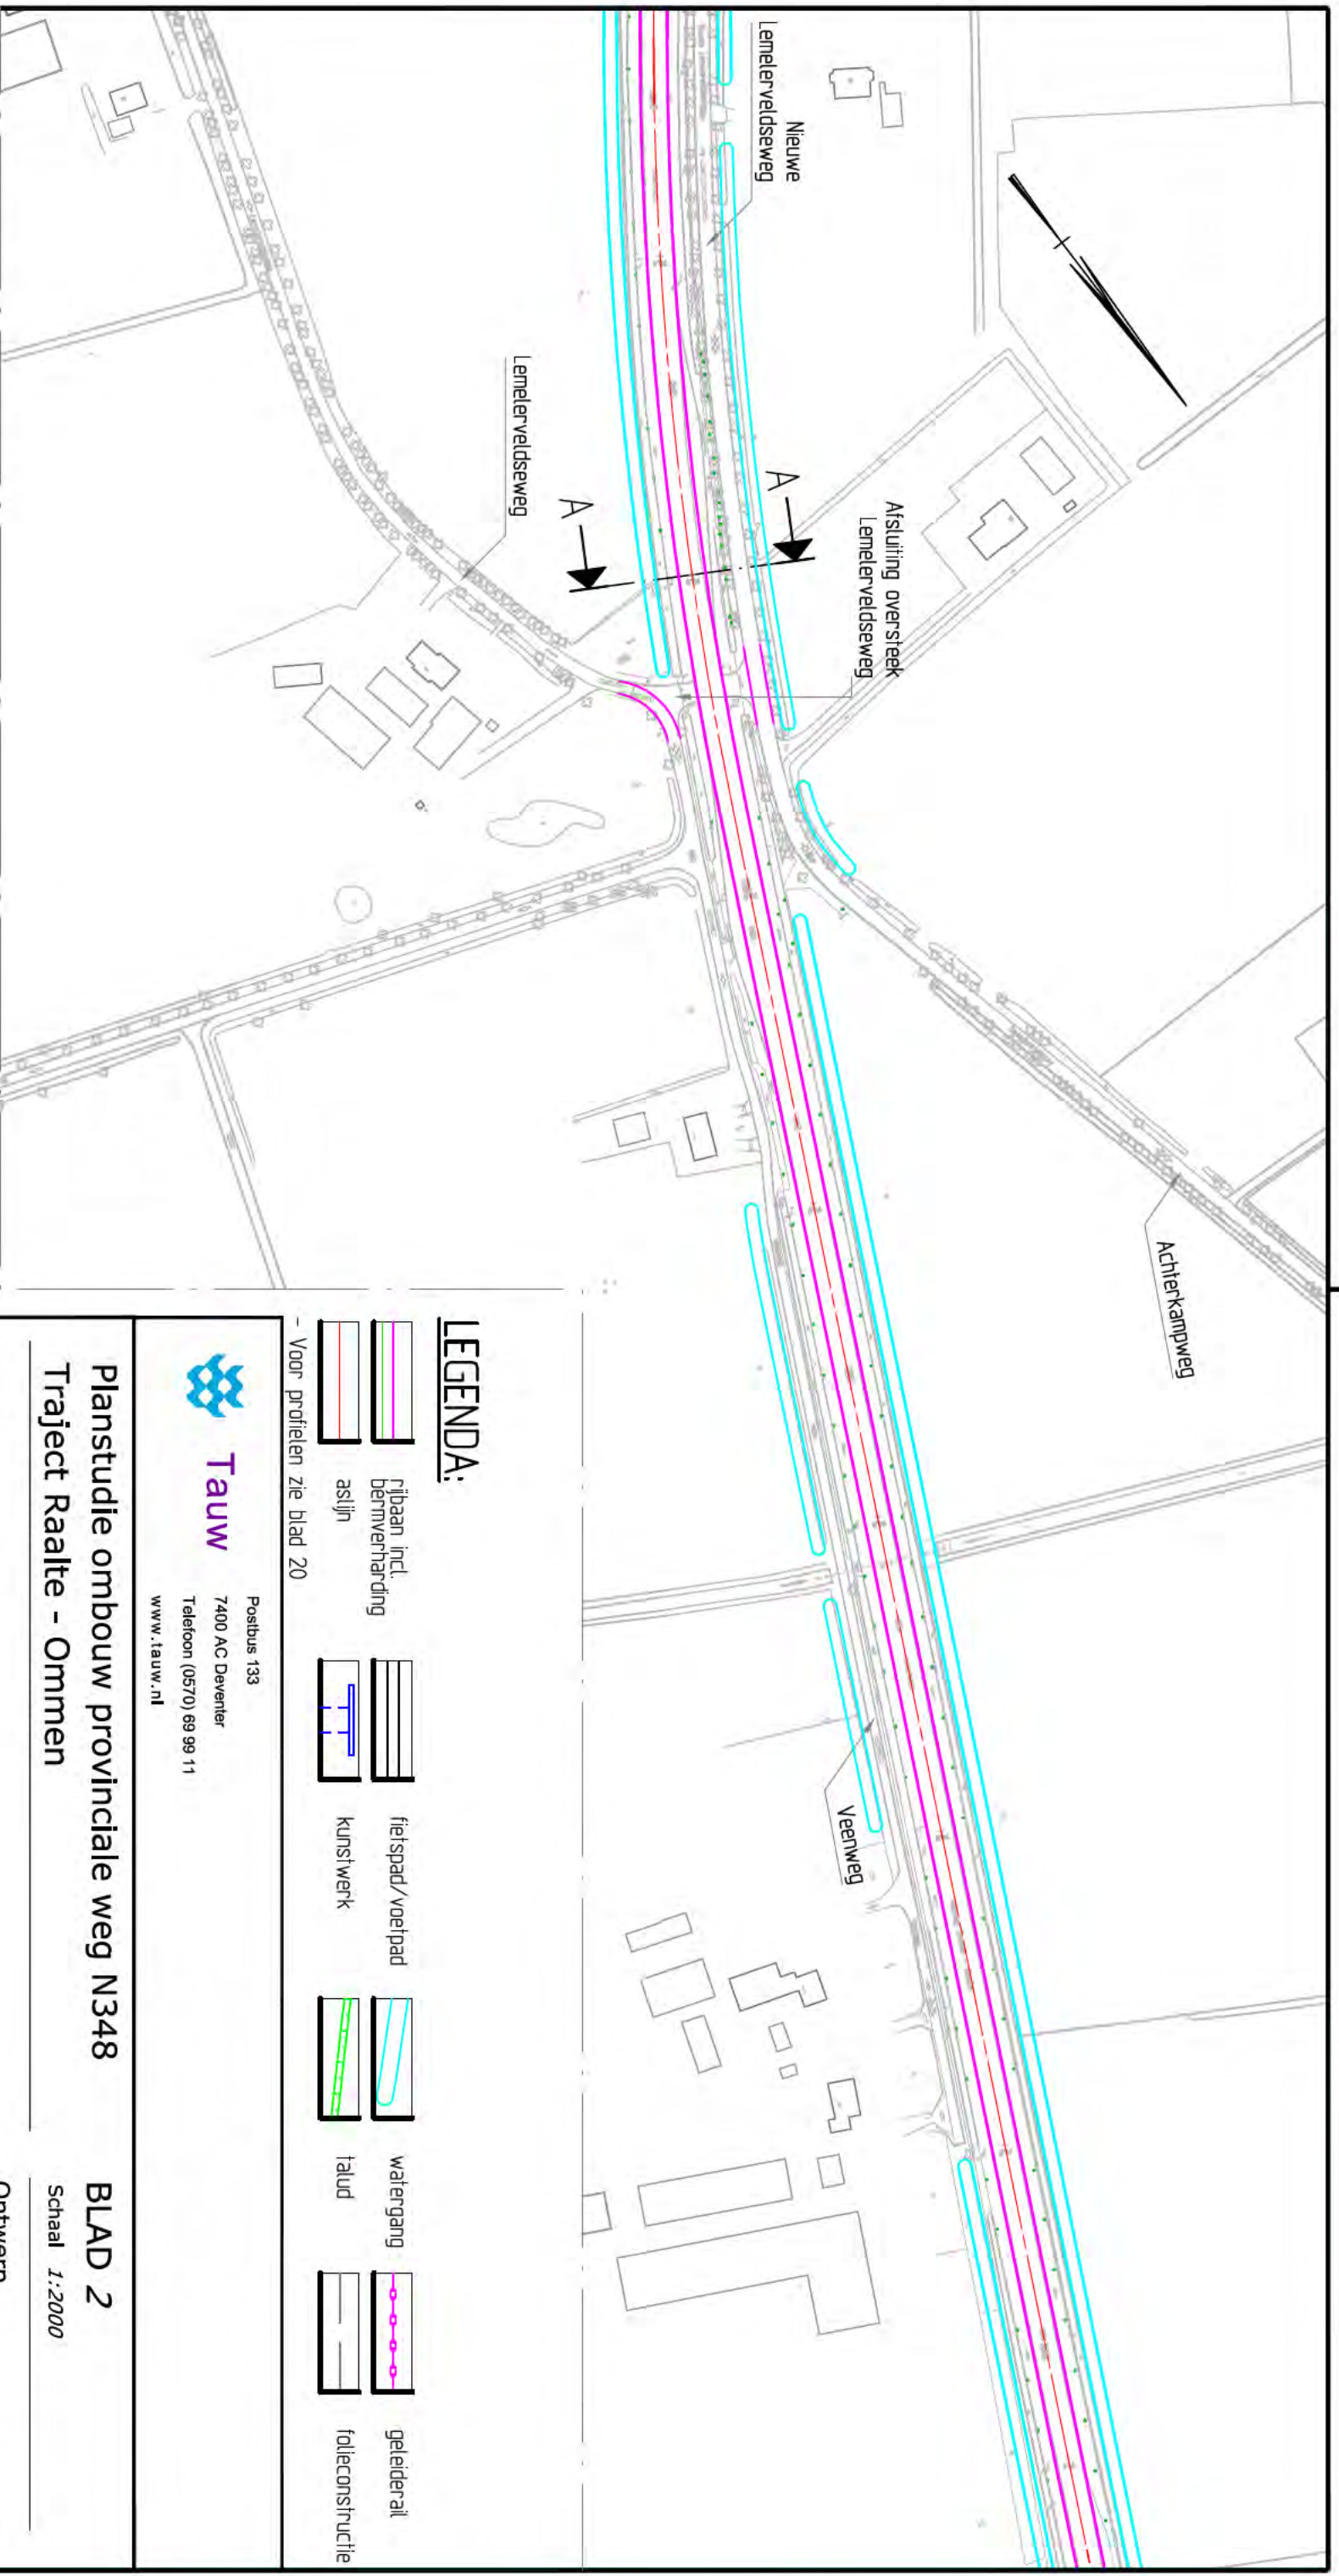 Nieuwe
Lemelerveldseweg
Lemelerveldseweg
A
A
Afsluiting oversteek
Lemelerveldseweg
Achterkampweg
Veenweg
LEGENDA:
rijbaan incl.
bermverharding
fietspad/voetpad
watergang
geleiderail
aslijn
kunstwerk
talud
folieconstructie
- Voor profielen zie blad 20
Tauw
Postbus 133
7400 AC Deventer
Telefoon (0570) 69 99 11
www.tauw.nl
Planstudie ombouw provinciale weg N348
Traject Raalte - Ommen
BLAD 2
Schaal 1:2000